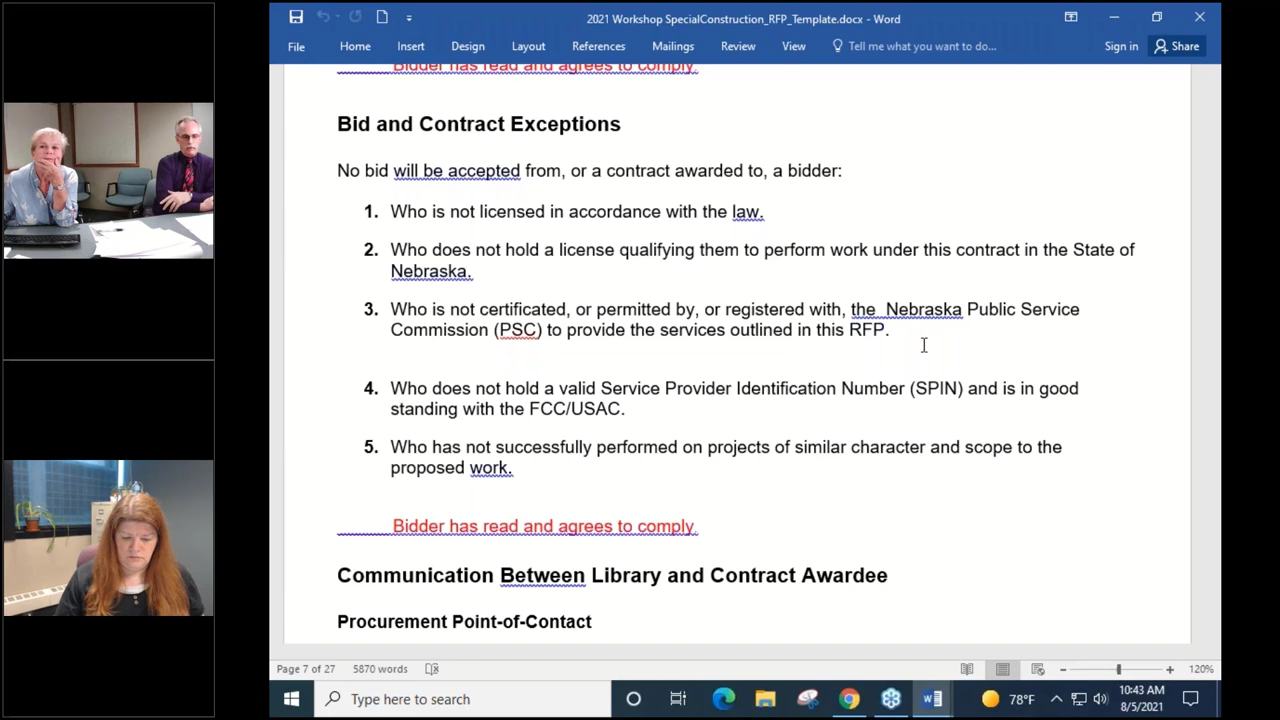 2021 Workshop SpecialConstruction_RFP_Template.docx - Word
File Home Insert Design Layout References Mailings Review View Tell me what you want to do... Sign in Share
Bidder has read and agrees to comply.
Bid and Contract Exceptions
No bid will be accepted from, or a contract awarded to, a bidder:
1. Who is not licensed in accordance with the law.
2. Who does not hold a license qualifying them to perform work under this contract in the State of
Nebraska.
3. Who is not certificated, or permitted by, or registered with, the  Nebraska Public Service
Commission (PSC) to provide the services outlined in this RFP.
4. Who does not hold a valid Service Provider Identification Number (SPIN) and is in good
standing with the FCC/USAC.
5. Who has not successfully performed on projects of similar character and scope to the
proposed work.
Bidder has read and agrees to comply.
Communication Between Library and Contract Awardee
Procurement Point-of-Contact
Page 7 of 27 5870 words 120%
Type here to search 78°F 10:43 AM
8/5/2021